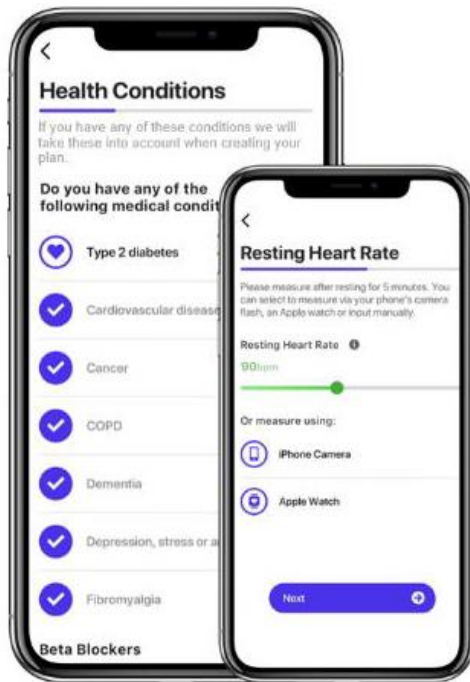 Health Conditions
If you have any of these conditions we will
take these into account when creating your
plan.
Do you have any of the
following medical condit
Type 2 diabetes
Cardiovascular disease
Cancer
COPD
Dementia
Depression, stress or a
Fibromyalgia
Beta Blockers
Resting Heart Rate
Please measure after resting for 5 minutes. You
can select to measure via your phone's camera
flash, an Apple watch or input manually.
Resting Heart Rate
90bpm
Or measure using:
iPhone Camera
Apple Watch
Next